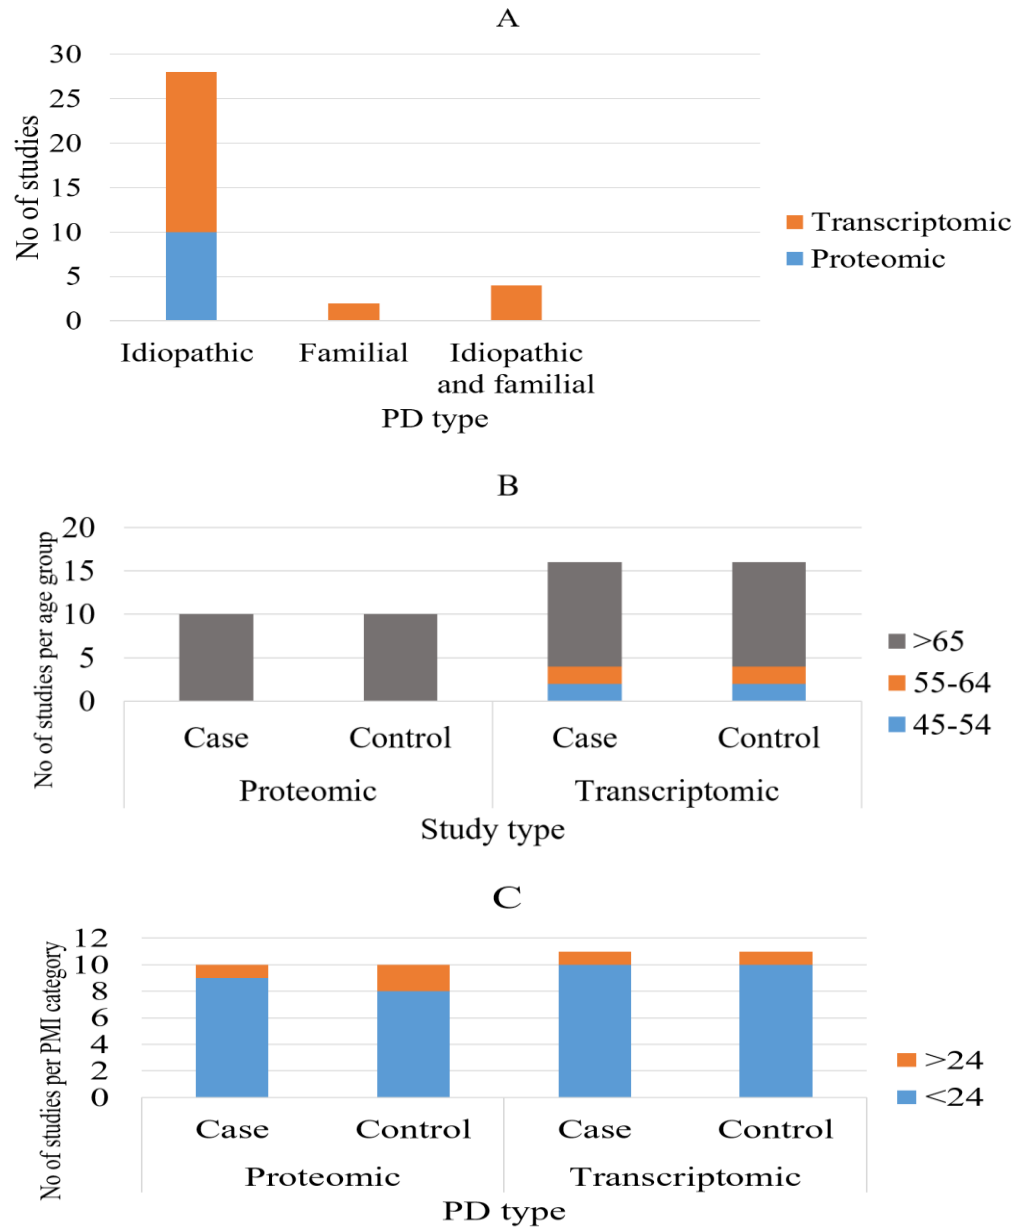 A
No of studies
30
25
20
15
10
5
0
Idiopathic
Familial
Idiopathic
and familial
PD type
Transcriptomic
Proteomic
B
No of studies per age group
20
15
10
5
0
Case
Control
Case
Control
Proteomic
Transcriptomic
Study type
>65
55-64
45-54
C
No of studies per PMI category
12
10
8
6
4
2
0
Case
Control
Case
Control
Proteomic
Transcriptomic
PD type
>24
<24